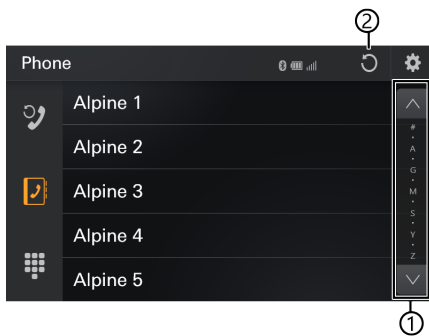 ②
Phone
Alpine 1
Alpine 2
Alpine 3
Alpine 4
Alpine 5
#
•
A
•
G
•
M
•
S
•
Y
•
Z
①